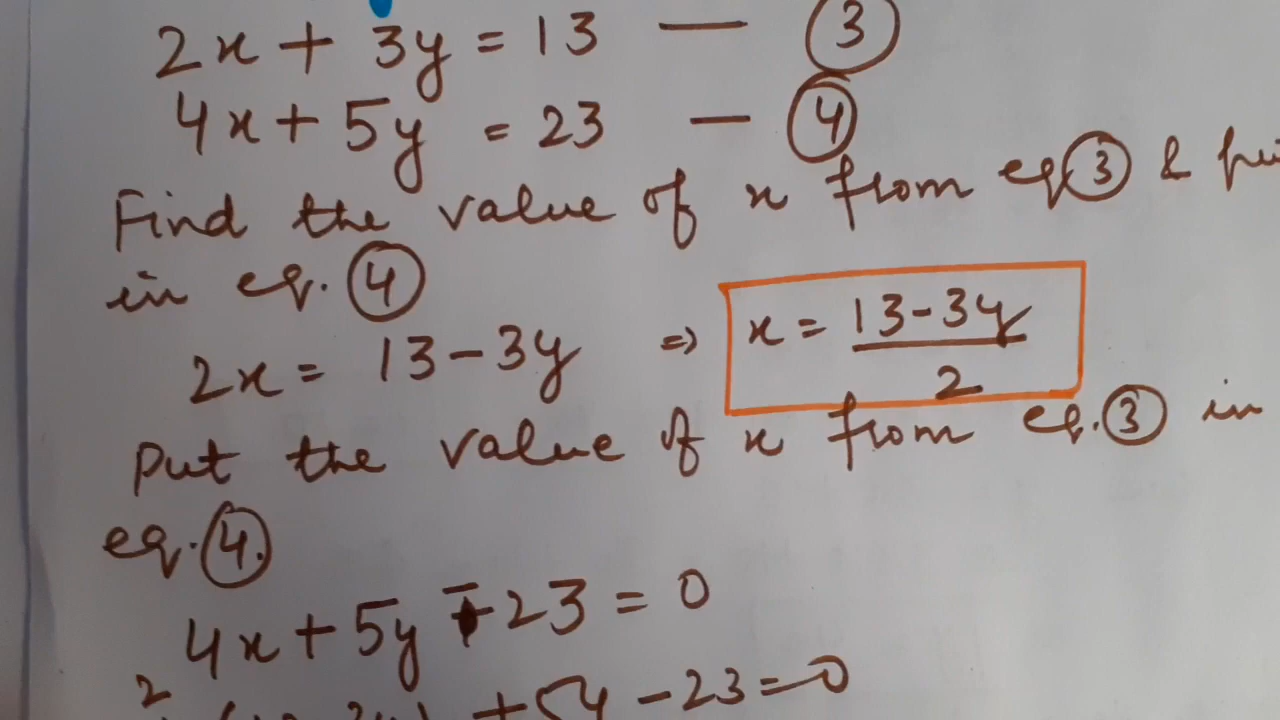 2x + 3y = 13 — ③
4x + 5y = 23 — ④
Find the value of x from eq ③ &
in eq. ④
2x = 13 - 3y ⇒ x = 13-3y / 2
Put the value of x from eq. ③ in
eq. ④.
4x + 5y - 23 = 0
2
+ 5y - 23 = 0